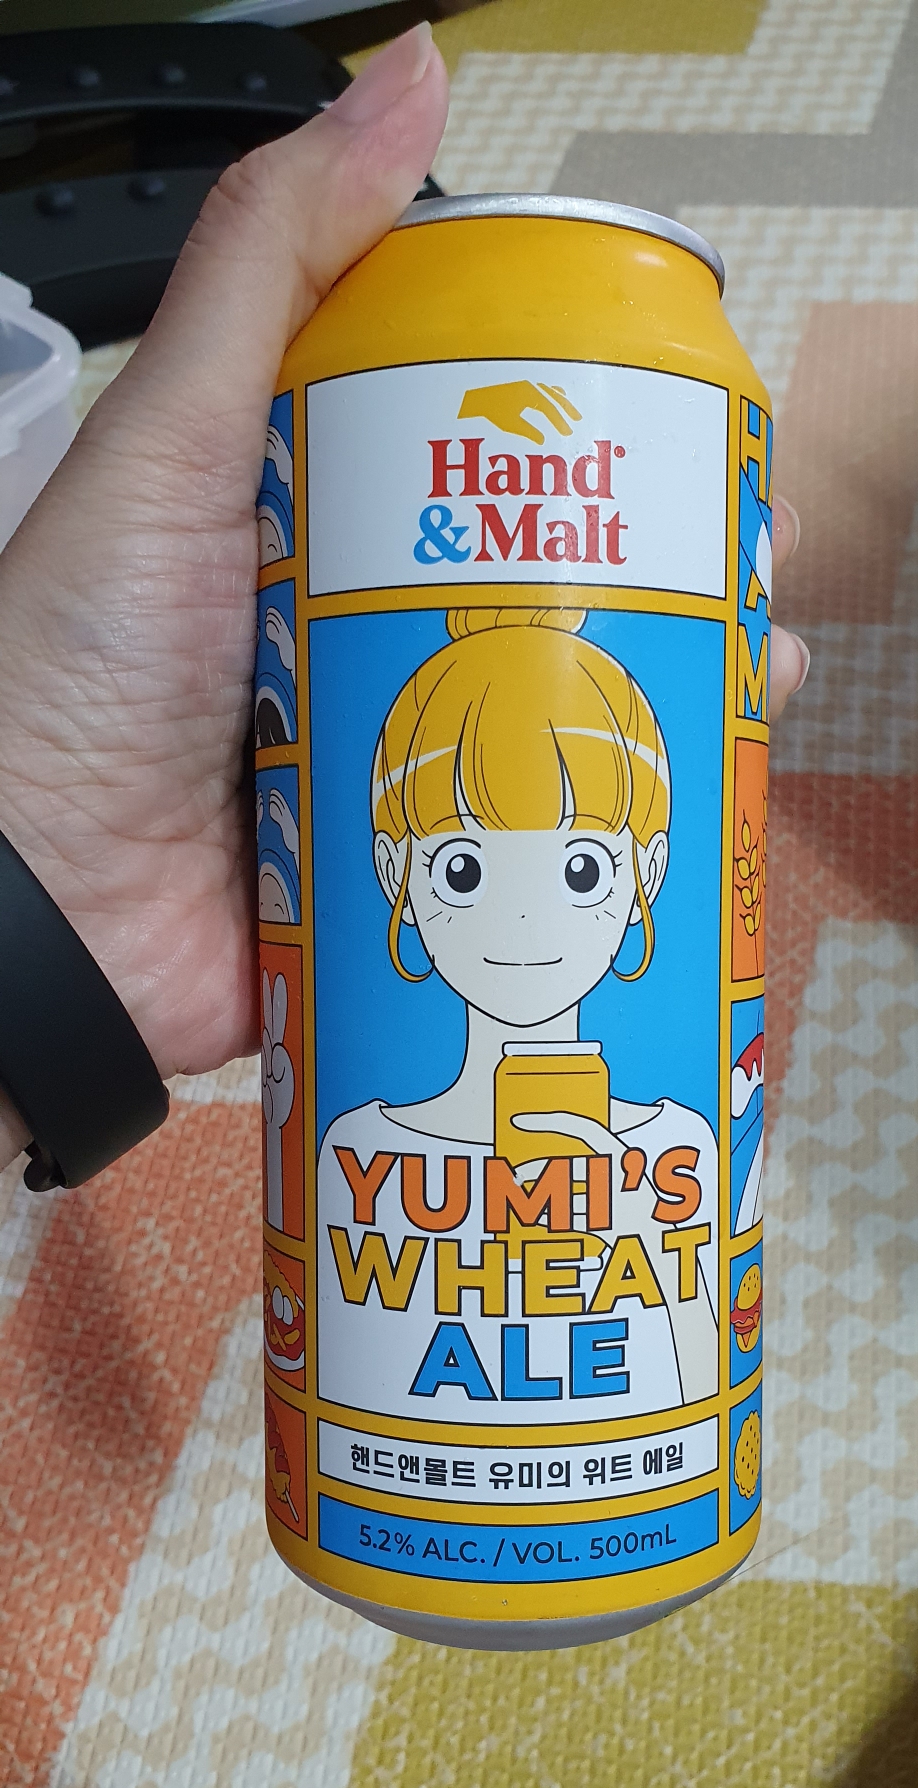 Hand®
&Malt
YUMI'S
WHEAT
ALE
핸드앤몰트 유미의 위트 에일
5.2% ALC. / VOL. 500mL